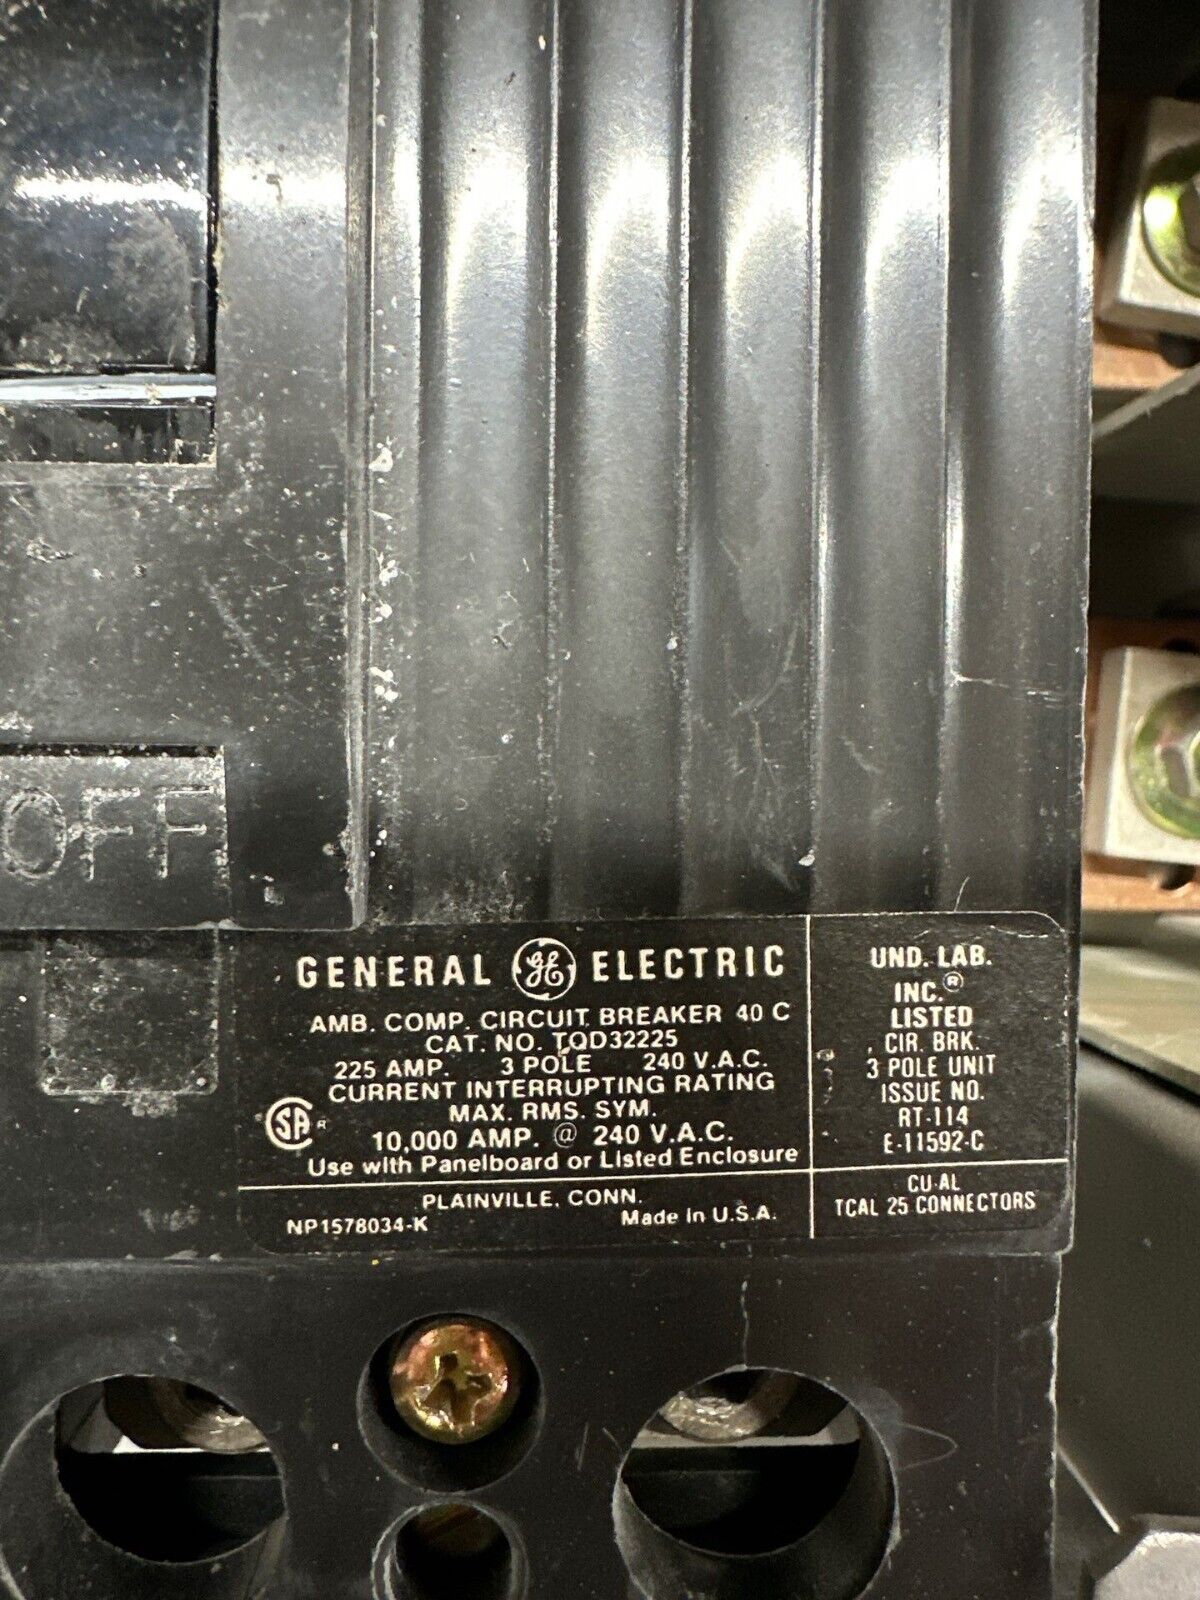 OFF
GENERAL GE ELECTRIC
AMB. COMP. CIRCUIT BREAKER 40 C
CAT. NO. TQD32225
225 AMP. 3 POLE 240 V.A.C.
CURRENT INTERRUPTING RATING
MAX. RMS. SYM.
SA ®
10,000 AMP. @ 240 V.A.C.
Use with Panelboard or Listed Enclosure
PLAINVILLE, CONN.
NP1578034-K Made In U.S.A.
UND. LAB.
INC.®
LISTED
CIR. BRK.
3 POLE UNIT
ISSUE NO.
RT-114
E-11592-C
CU-AL
TCAL 25 CONNECTORS